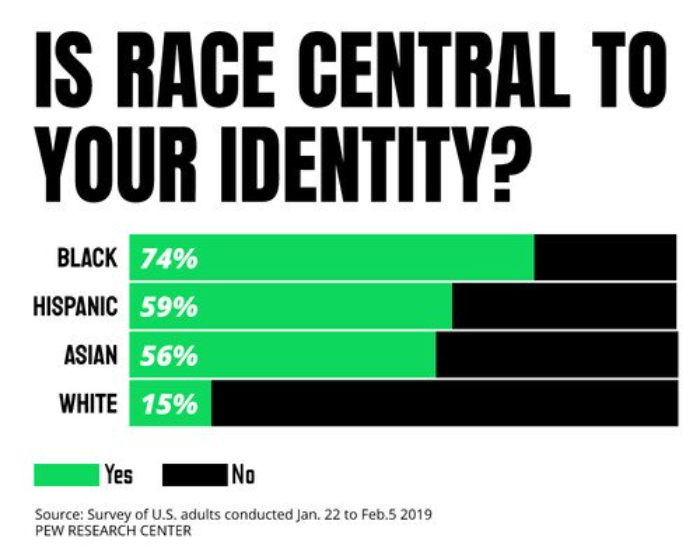 IS RACE CENTRAL TO
YOUR IDENTITY?
BLACK 74%
HISPANIC 59%
ASIAN 56%
WHITE 15%
Yes No
Source: Survey of U.S. adults conducted Jan. 22 to Feb.5 2019
PEW RESEARCH CENTER